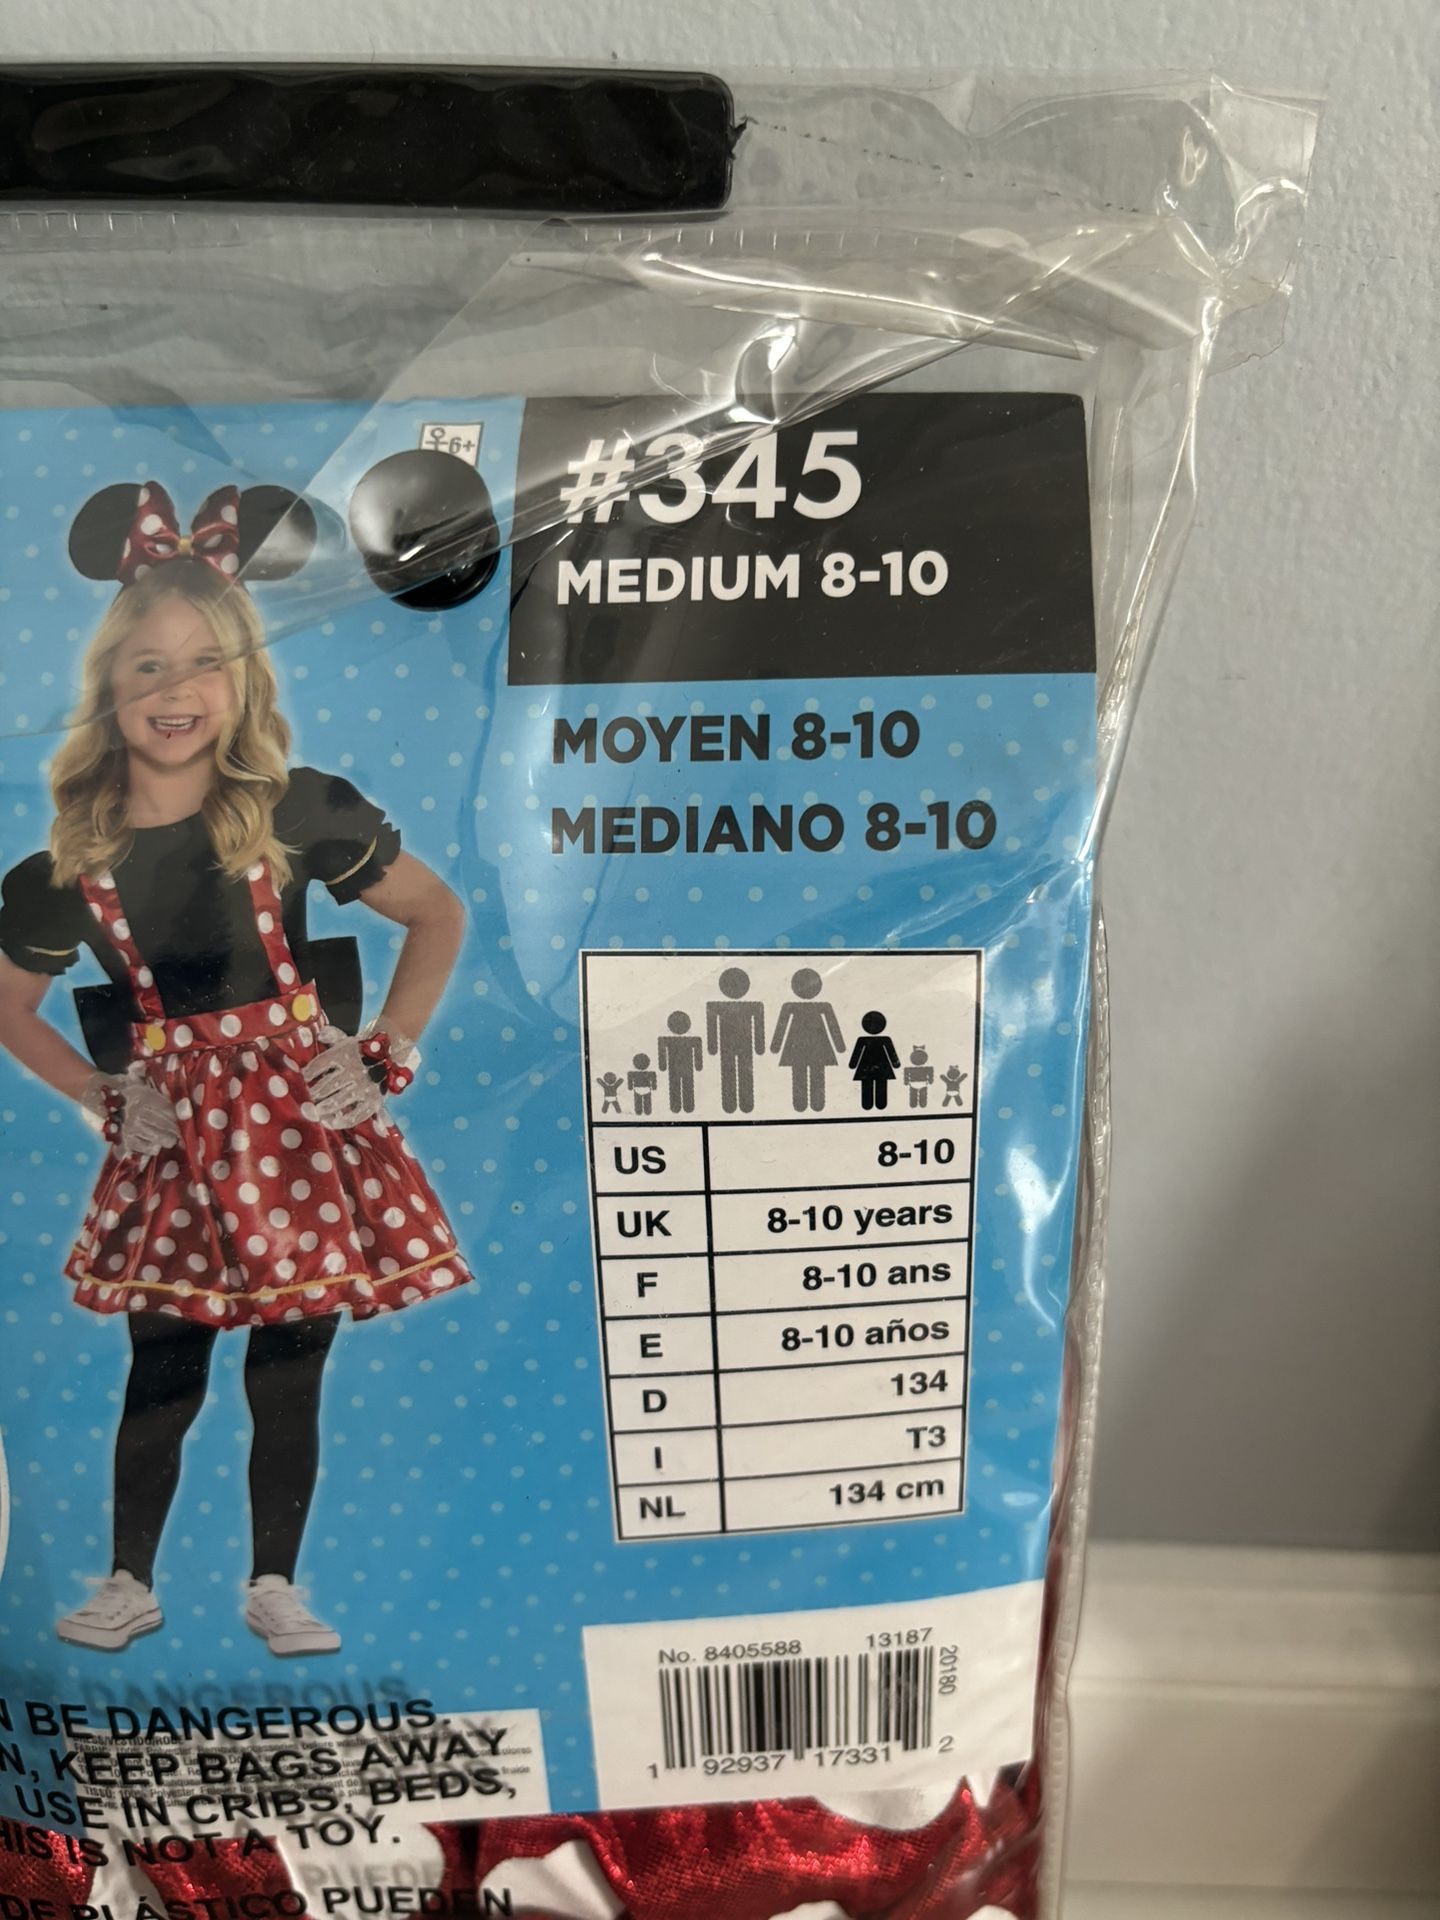 6+
#345
MEDIUM 8-10
MOYEN 8-10
MEDIANO 8-10
US 8-10
UK 8-10 years
F 8-10 ans
E 8-10 años
D 134
I T3
NL 134 cm
No. 8405588 13187
20180
1 92937 17331 2
BE DANGEROUS.
KEEP BAGS AWAY
USE IN CRIBS, BEDS,
IS NOT A TOY.
DE PLÁSTICO PUEDEN